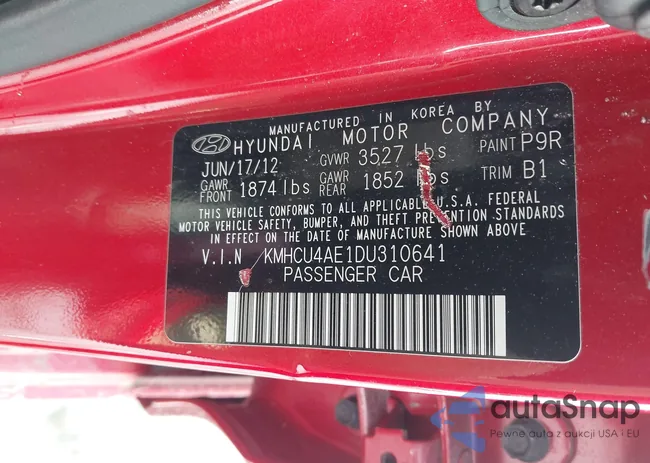 MANUFACTURED IN KOREA BY
HYUNDAI MOTOR COMPANY
JUN/17/12 GVWR 3527 lbs PAINT P9R
GAWR FRONT 1874 lbs GAWR REAR 1852 lbs TRIM B1
THIS VEHICLE CONFORMS TO ALL APPLICABLE U.S.A. FEDERAL
MOTOR VEHICLE SAFETY, BUMPER, AND THEFT PREVENTION STANDARDS
IN EFFECT ON THE DATE OF MANUFACTURE SHOWN ABOVE
V.I.N KMHCU4AE1DU310641
PASSENGER CAR
autaSnap
Pewne auta z aukcji USA i EU